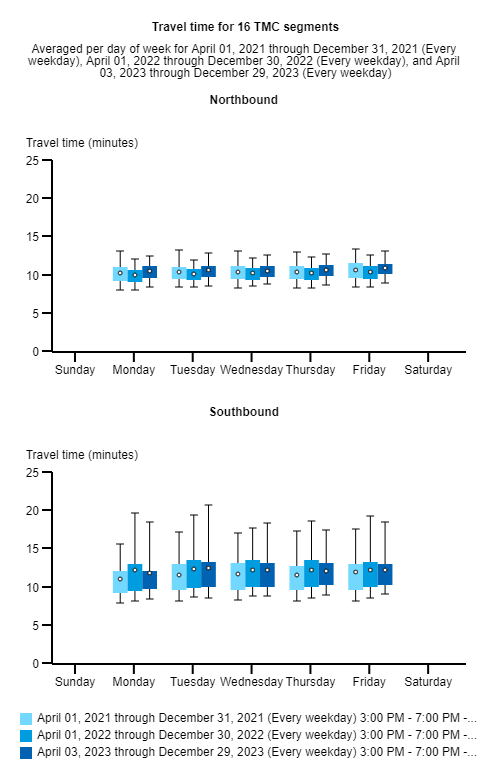 Travel time for 16 TMC segments
Averaged per day of week for April 01, 2021 through December 31, 2021 (Every
weekday), April 01, 2022 through December 30, 2022 (Every weekday), and April
03, 2023 through December 29, 2023 (Every weekday)
Northbound
Travel time (minutes)
25
20
15
10
5
0
Sunday Monday Tuesday Wednesday Thursday Friday Saturday
Southbound
Travel time (minutes)
25
20
15
10
5
0
Sunday Monday Tuesday Wednesday Thursday Friday Saturday
April 01, 2021 through December 31, 2021 (Every weekday) 3:00 PM - 7:00 PM -...
April 01, 2022 through December 30, 2022 (Every weekday) 3:00 PM - 7:00 PM -...
April 03, 2023 through December 29, 2023 (Every weekday) 3:00 PM - 7:00 PM -...